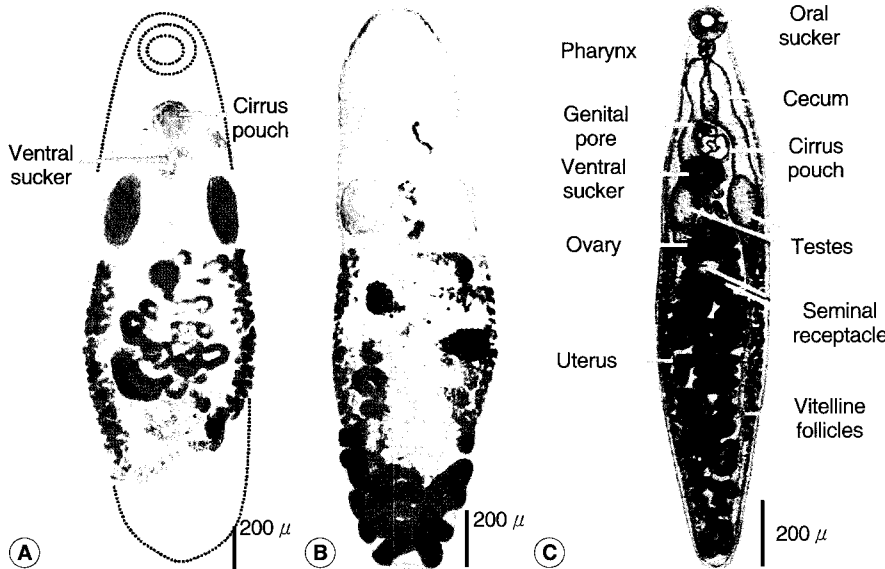 Cirrus
pouch
Ventral
sucker
200 μ
A
200 μ
B
Oral
sucker
Pharynx
Cecum
Genital
pore
Cirrus
pouch
Ventral
sucker
Ovary
Testes
Seminal
receptacle
Uterus
Vitelline
follicles
200 μ
C